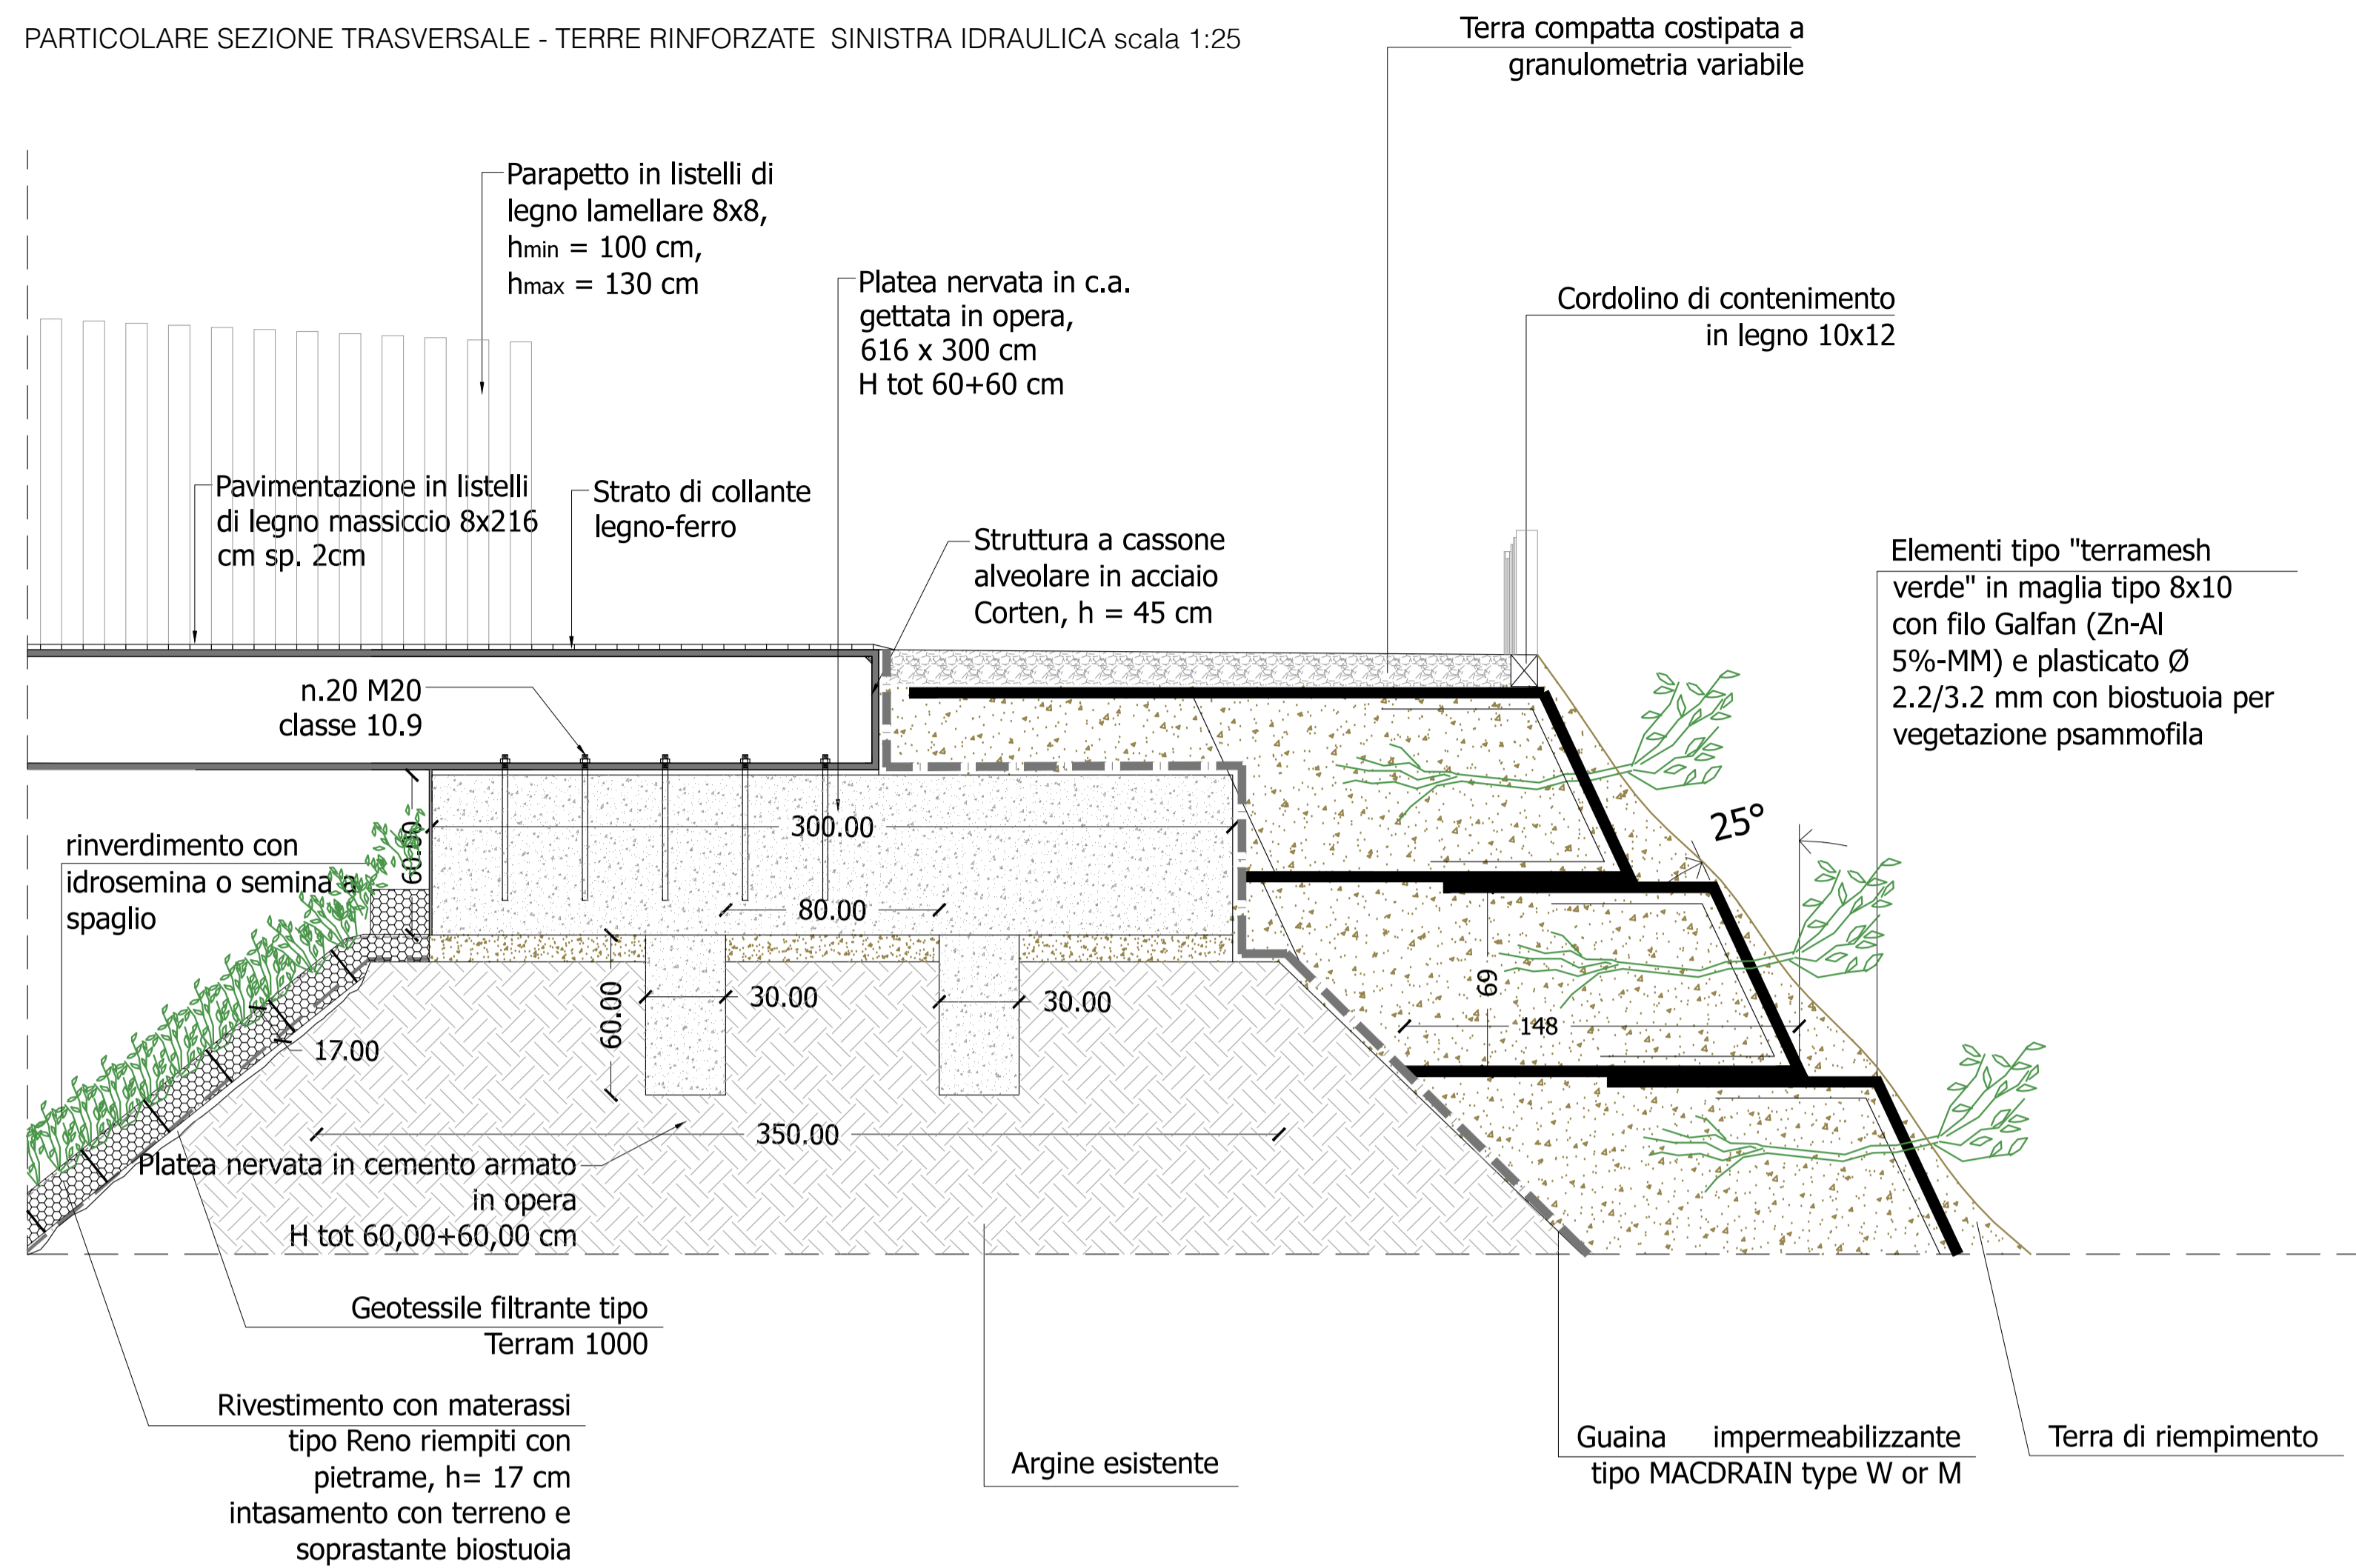 PARTICOLARE SEZIONE TRASVERSALE - TERRE RINFORZATE  SINISTRA IDRAULICA scala 1:25
Terra compatta costipata a
granulometria variabile
Parapetto in listelli di
legno lamellare 8x8,
hmin = 100 cm,
hmax = 130 cm
Platea nervata in c.a.
gettata in opera,
616 x 300 cm
H tot 60+60 cm
Cordolino di contenimento
in legno 10x12
Pavimentazione in listelli
di legno massiccio 8x216
cm sp. 2cm
Strato di collante
legno-ferro
Struttura a cassone
alveolare in acciaio
Corten, h = 45 cm
Elementi tipo "terramesh
verde" in maglia tipo 8x10
con filo Galfan (Zn-Al
5%-MM) e plasticato Ø
2.2/3.2 mm con biostuoia per
vegetazione psammofila
n.20 M20
classe 10.9
25°
rinverdimento con
idrosemina o semina a
spaglio
60.00
300.00
80.00
60.00
30.00
30.00
69
148
17.00
350.00
Platea nervata in cemento armato
in opera
H tot 60,00+60,00 cm
Geotessile filtrante tipo
Terram 1000
Rivestimento con materassi
tipo Reno riempiti con
pietrame, h= 17 cm
intasamento con terreno e
soprastante biostuoia
Argine esistente
Guaina impermeabilizzante
tipo MACDRAIN type W or M
Terra di riempimento